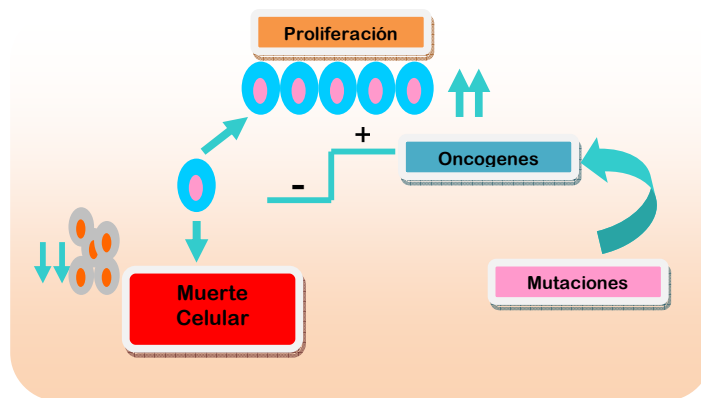 Proliferación
+
Oncogenes
-
Mutaciones
Muerte
Celular